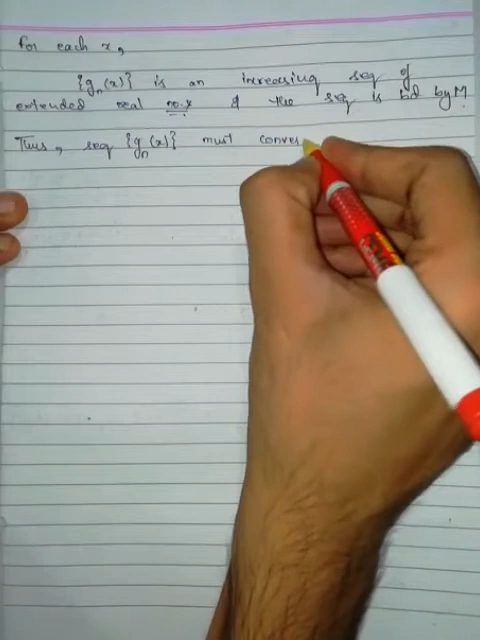 For each x,
{gₙ(x)} is an increasing seq of
extended real no.s & the seq is bd by M.
Thus, seq {gₙ(x)} must conver